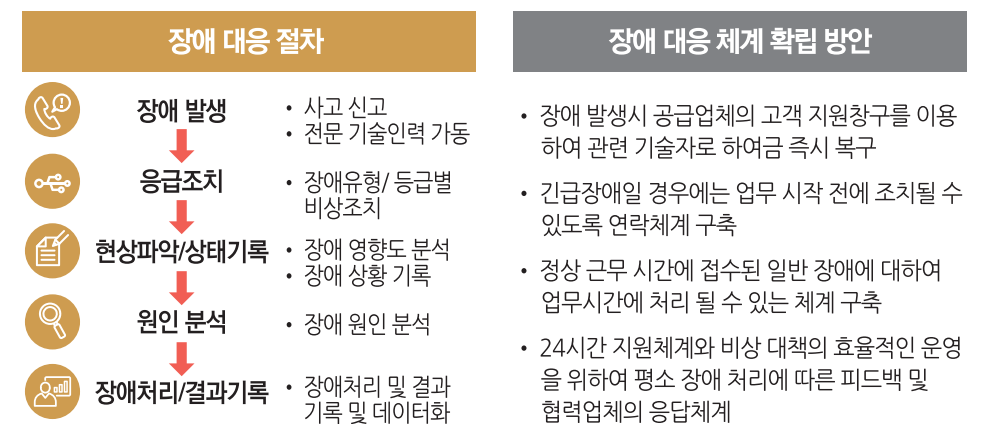 장애 대응 절차
장애 발생
• 사고 신고
• 전문 기술인력 가동
응급조치
• 장애유형/ 등급별
비상조치
현상파악/상태기록
• 장애 영향도 분석
• 장애 상황 기록
원인 분석
• 장애 원인 분석
장애처리/결과기록
• 장애처리 및 결과
기록 및 데이터화
장애 대응 체계 확립 방안
• 장애 발생시 공급업체의 고객 지원창구를 이용
하여 관련 기술자로 하여금 즉시 복구
• 긴급장애일 경우에는 업무 시작 전에 조치될 수
있도록 연락체계 구축
• 정상 근무 시간에 접수된 일반 장애에 대하여
업무시간에 처리 될 수 있는 체계 구축
• 24시간 지원체계와 비상 대책의 효율적인 운영
을 위하여 평소 장애 처리에 따른 피드백 및
협력업체의 응답체계